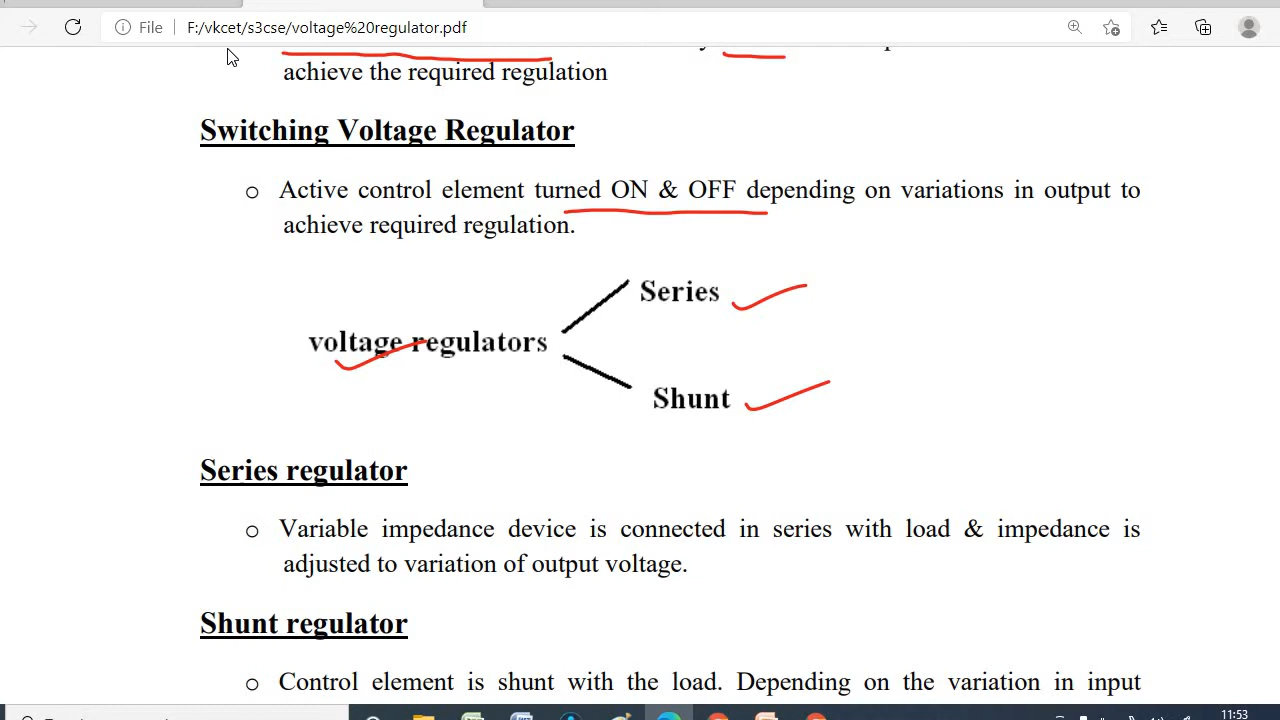 File F:/vkcet/s3cse/voltage%20regulator.pdf
achieve the required regulation
Switching Voltage Regulator
o Active control element turned ON & OFF depending on variations in output to
achieve required regulation.
Series
voltage regulators
Shunt
Series regulator
o Variable impedance device is connected in series with load & impedance is
adjusted to variation of output voltage.
Shunt regulator
o Control element is shunt with the load. Depending on the variation in input
11:53